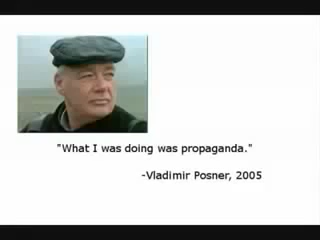 "What I was doing was propaganda."
-Vladimir Posner, 2005